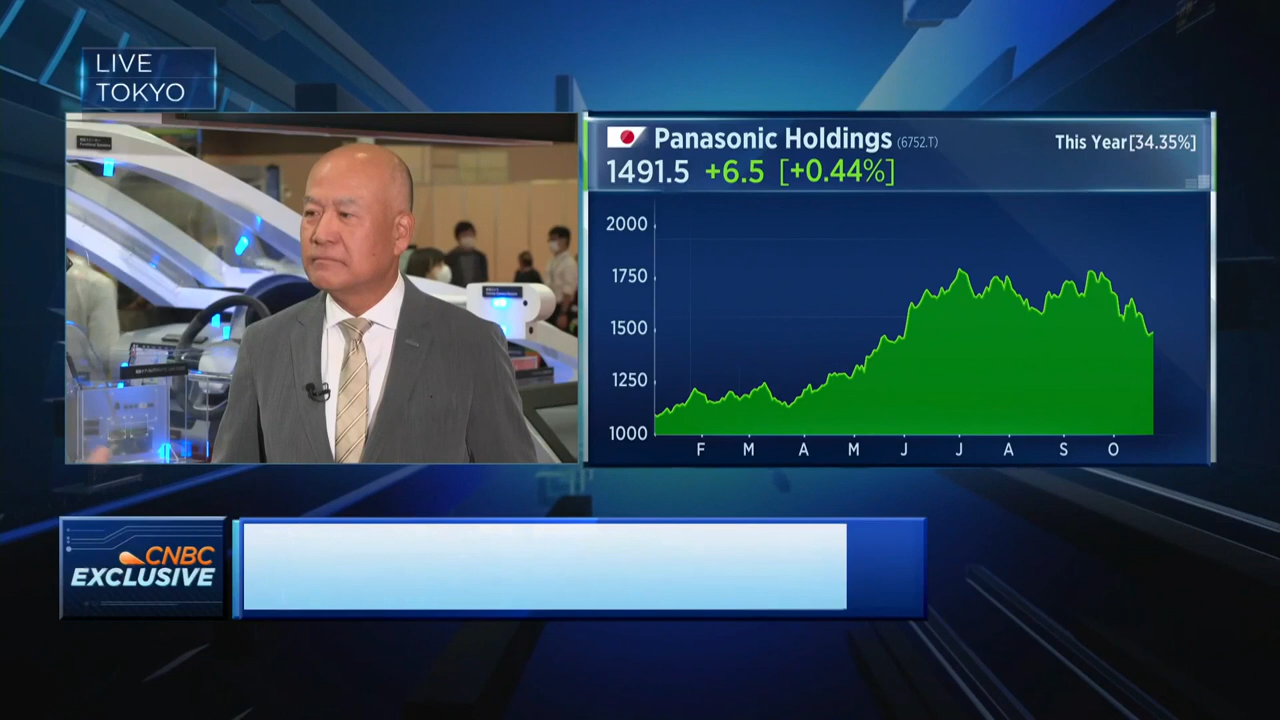 LIVE
TOKYO
Panasonic Holdings (6752.T)
This Year[34.35%]
1491.5 +6.5 [+0.44%]
2000
1750
1500
1250
1000
F M A M J J A S O
CNBC
EXCLUSIVE